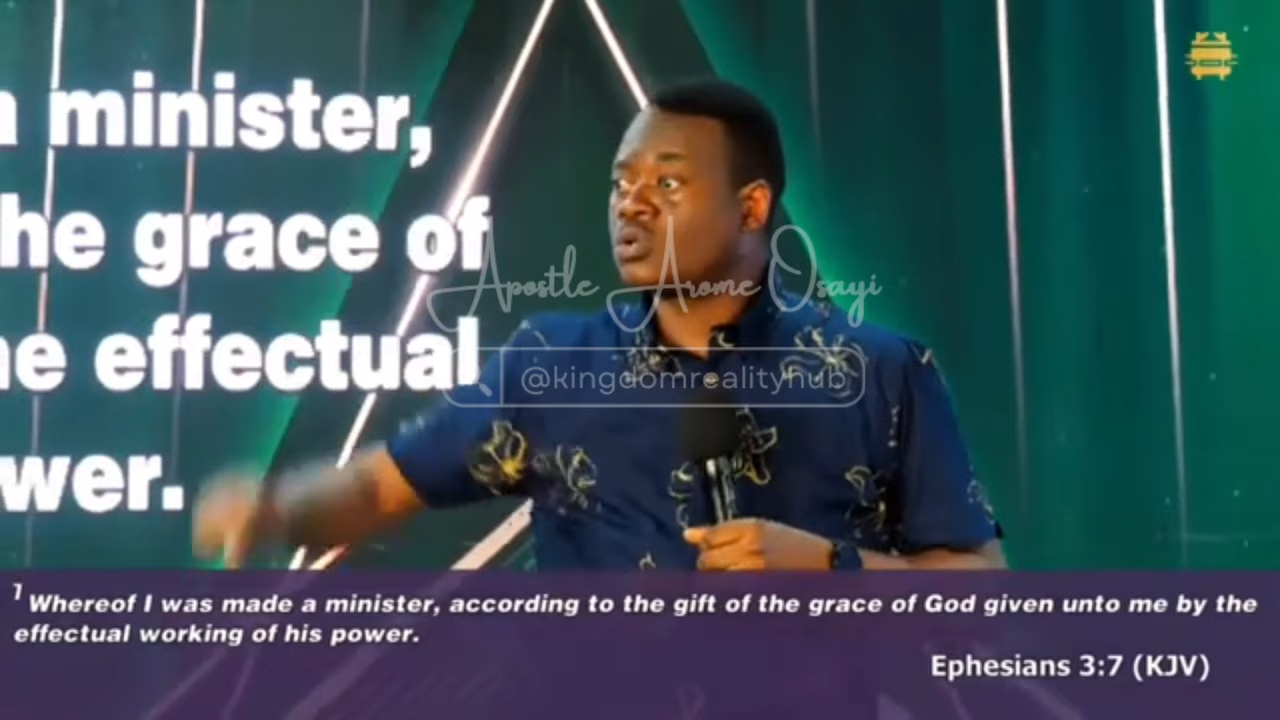 minister,
he grace of
e effectual
wer.
Apostle Arome Osayi
@kingdomrealityhub
7 Whereof I was made a minister, according to the gift of the grace of God given unto me by the
effectual working of his power.
Ephesians 3:7 (KJV)